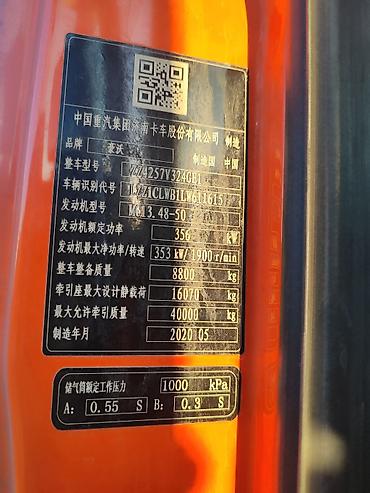 中国重汽集团济南卡车股份有限公司 制造
品牌 豪沃 制造国 中国
整车型号
车辆识别代号
发动机型号 MC13.48-50
发动机额定功率 356 kW
发动机最大净功率/转速 353 kW/ 1900 r/min
整车整备质量 8800 kg
牵引座最大设计静载荷 16070 kg
最大允许牵引质量 40000 kg
制造年月 2020 05
储气筒额定工作压力 1000 kPa
A: 0.55 S B: 0.3 S